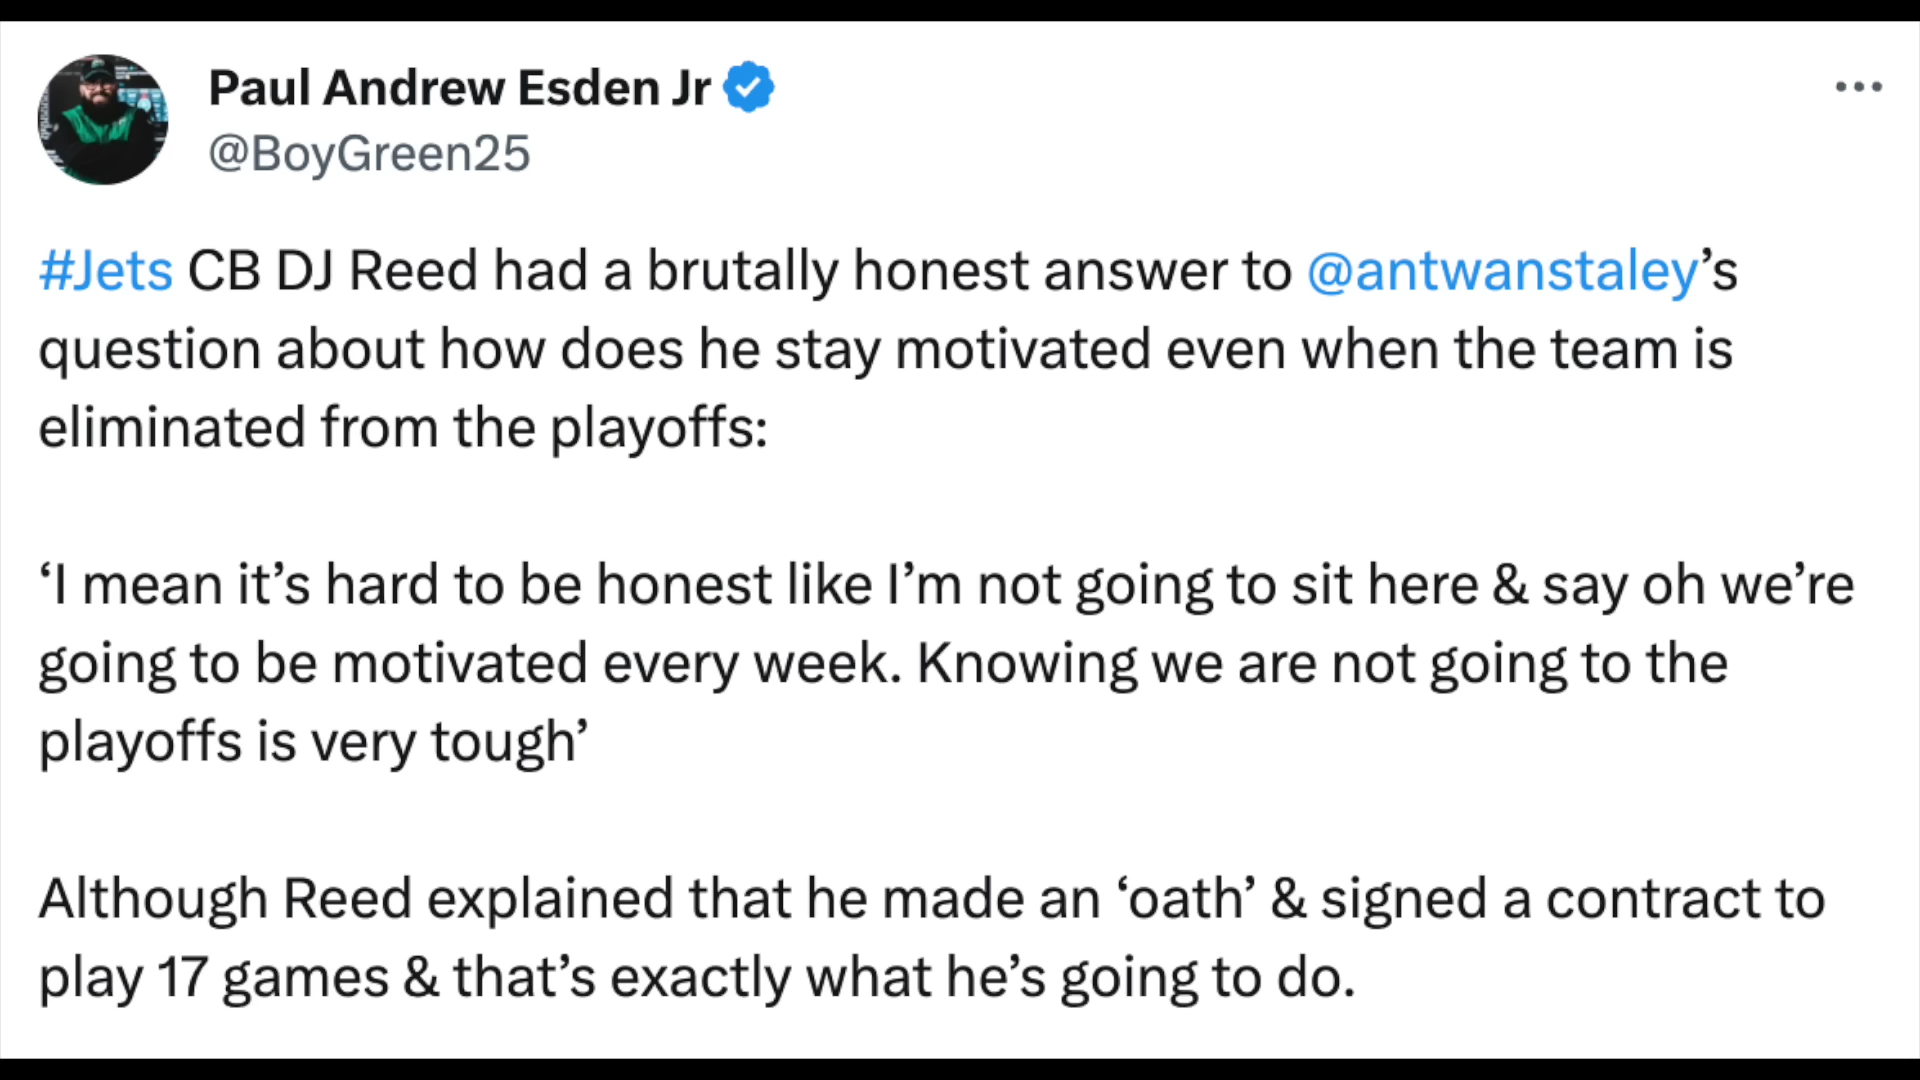 Paul Andrew Esden Jr
@BoyGreen25
#Jets CB DJ Reed had a brutally honest answer to @antwanstaley’s
question about how does he stay motivated even when the team is
eliminated from the playoffs:
‘I mean it’s hard to be honest like I’m not going to sit here & say oh we’re
going to be motivated every week. Knowing we are not going to the
playoffs is very tough’
Although Reed explained that he made an ‘oath’ & signed a contract to
play 17 games & that’s exactly what he’s going to do.